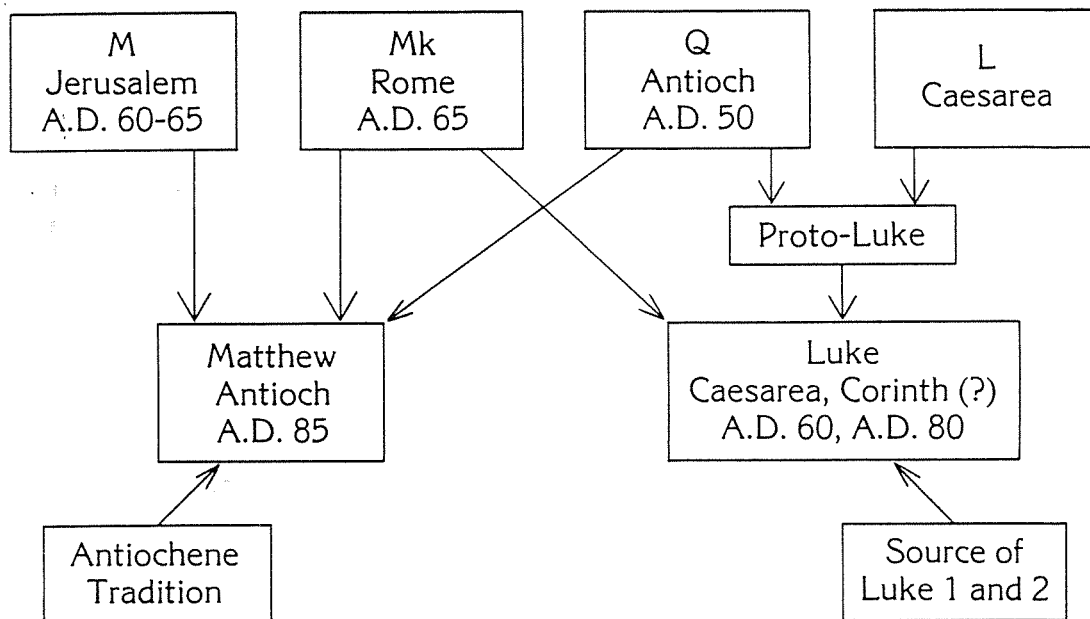 M
Jerusalem
A.D. 60-65
Mk
Rome
A.D. 65
Q
Antioch
A.D. 50
L
Caesarea
Proto-Luke
Matthew
Antioch
A.D. 85
Luke
Caesarea, Corinth (?)
A.D. 60, A.D. 80
Antiochene
Tradition
Source of
Luke 1 and 2